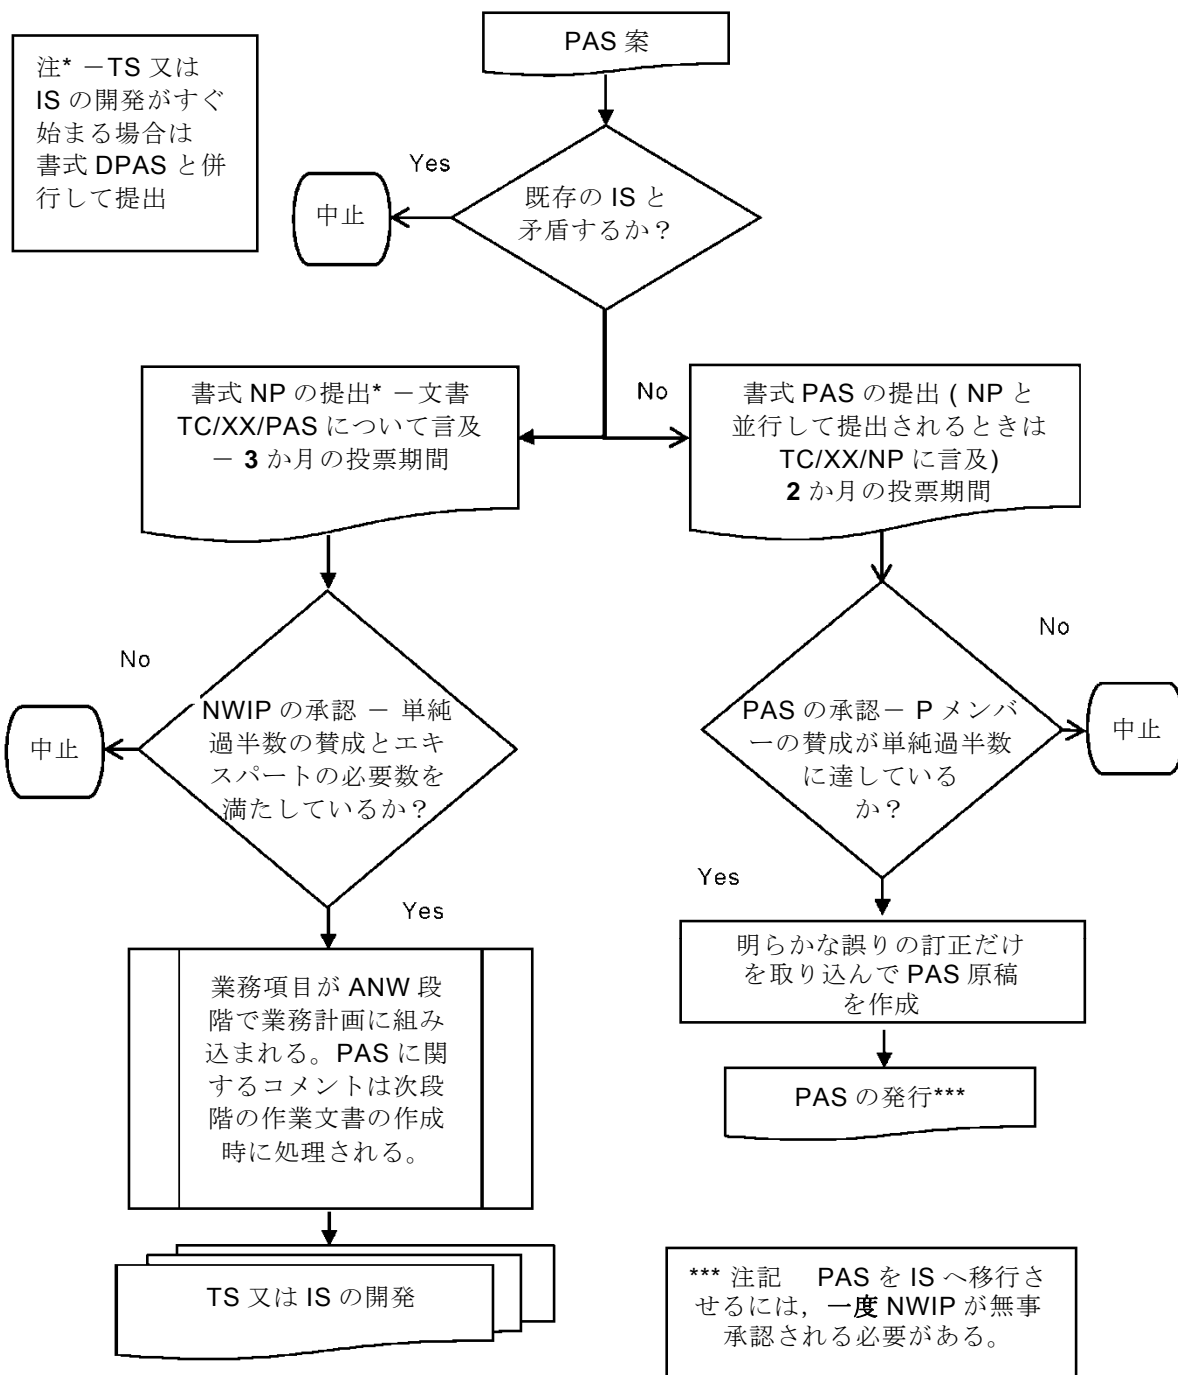 PAS 案
注* －TS 又は
IS の開発がすぐ
始まる場合は
書式 DPAS と併
行して提出
Yes
中止
既存の IS と
矛盾するか？
書式 NP の提出* －文書
TC/XX/PAS について言及
－ 3 か月の投票期間
No
書式 PAS の提出 ( NP と
並行して提出されるときは
TC/XX/NP に言及)
2 か月の投票期間
No
中止
NWIP の承認 － 単純
過半数の賛成とエキ
スパートの必要数を
満たしているか？
No
PAS の承認－ P メンバ
ーの賛成が単純過半数
に達している
か？
中止
Yes
業務項目が ANW 段
階で業務計画に組み
込まれる。PAS に関
するコメントは次段
階の作業文書の作成
時に処理される。
Yes
明らかな誤りの訂正だけ
を取り込んで PAS 原稿
を作成
PAS の発行***
TS 又は IS の開発
*** 注記　PAS を IS へ移行さ
せるには，一度 NWIP が無事
承認される必要がある。